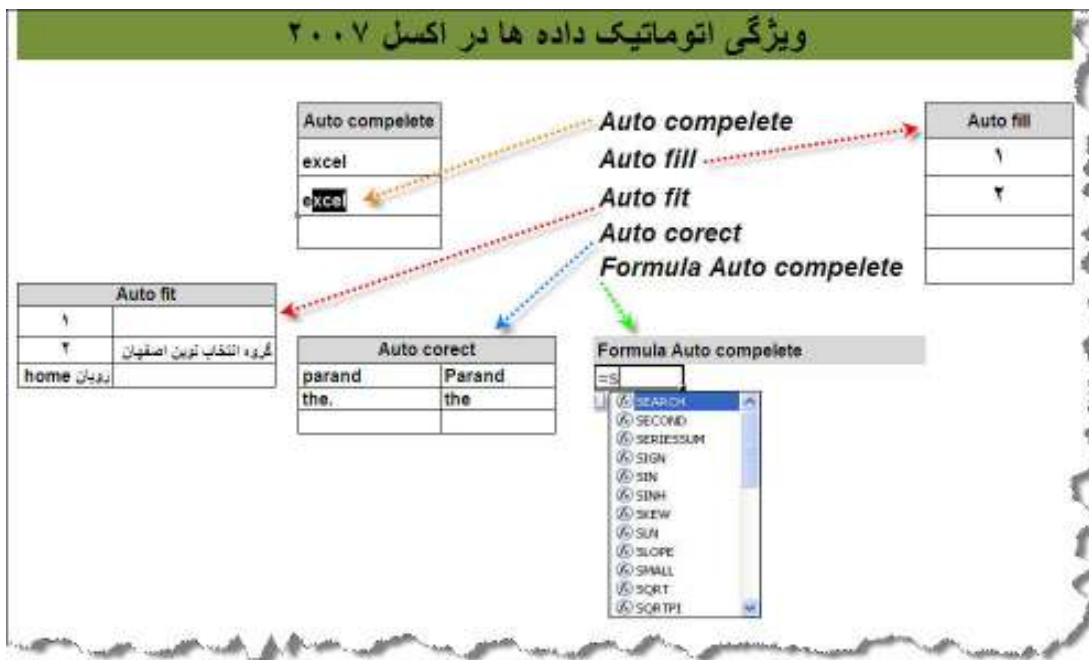 ویژگی اتوماتیک داده ها در اکسل ۲۰۰۷
Auto compelete
excel
excel
Auto compelete
Auto fill
Auto fit
Auto corect
Formula Auto compelete
Auto fill
۱
۲
Auto fit
۱
۲ گروه انتخاب نوین اصفهان
home روبان
Auto corect
parand Parand
the. the
Formula Auto compelete
=s
SEARCH
SECOND
SERIESSUM
SIGN
SIN
SINH
SKEW
SLN
SLOPE
SMALL
SQRT
SQRTPI